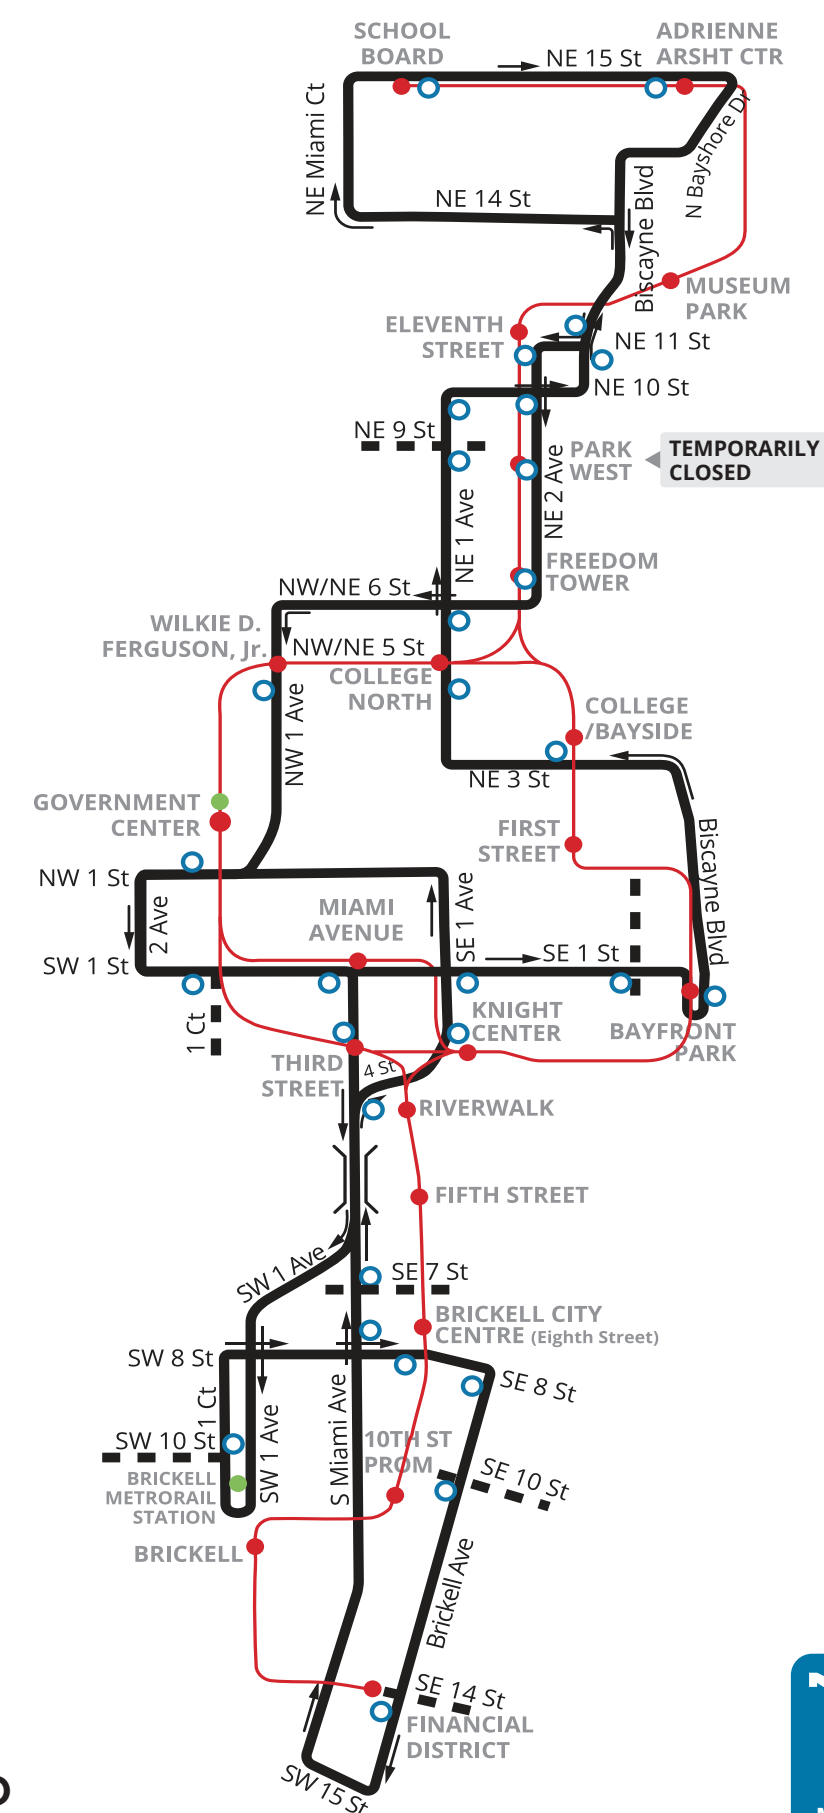 SCHOOL
BOARD
ADRIENNE
ARSHT CTR
NE 15 St
NE Miami Ct
N Bayshore Dr
NE 14 St
Biscayne Blvd
MUSEUM
PARK
ELEVENTH
STREET
NE 11 St
NE 10 St
NE 9 St
PARK
WEST
TEMPORARILY
CLOSED
NE 2 Ave
NE 1 Ave
FREEDOM
TOWER
NW/NE 6 St
WILKIE D.
FERGUSON, Jr.
NW/NE 5 St
COLLEGE
NORTH
NW 1 Ave
COLLEGE
/BAYSIDE
NE 3 St
GOVERNMENT
CENTER
FIRST
STREET
Biscayne Blvd
NW 1 St
2 Ave
MIAMI
AVENUE
SE 1 Ave
SW 1 St
SE 1 St
1 Ct
KNIGHT
CENTER
BAYFRONT
PARK
THIRD
STREET
4 St
RIVERWALK
FIFTH STREET
SW 1 Ave
SE 7 St
BRICKELL CITY
CENTRE (Eighth Street)
SW 8 St
SE 8 St
1 Ct
SW 1 Ave
S Miami Ave
SW 10 St
10TH ST
PROM
SE 10 St
BRICKELL
METRORAIL
STATION
BRICKELL
Brickell Ave
SE 14 St
FINANCIAL
DISTRICT
SW 15 St